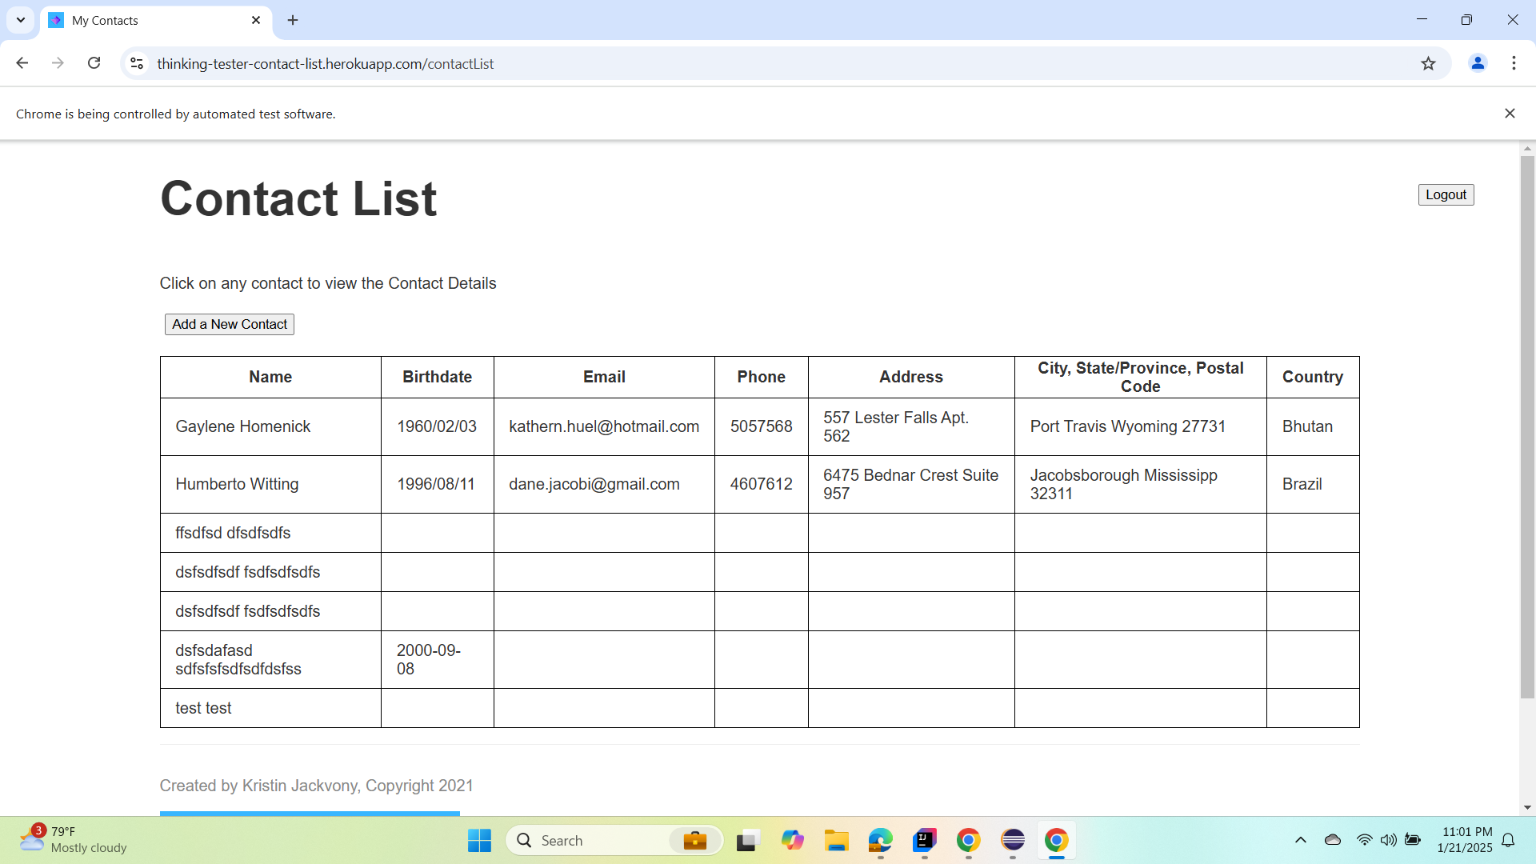 My Contacts
thinking-tester-contact-list.herokuapp.com/contactList
Chrome is being controlled by automated test software.
Contact List
Logout
Click on any contact to view the Contact Details
Add a New Contact
Name Birthdate Email Phone Address City, State/Province, Postal Code Country
Gaylene Homenick 1960/02/03 kathern.huel@hotmail.com 5057568 557 Lester Falls Apt. 562 Port Travis Wyoming 27731 Bhutan
Humberto Witting 1996/08/11 dane.jacobi@gmail.com 4607612 6475 Bednar Crest Suite 957 Jacobsborough Mississipp 32311 Brazil
ffsdfsd dfsdfsdfs
dsfsdfsdf fsdfsdfsdfs
dsfsdfsdf fsdfsdfsdfs
dsfsdafasd sdfsfsfsdfsdfdsfss 2000-09-08
test test
Created by Kristin Jackvony, Copyright 2021
3
79°F
Mostly cloudy
Search
11:01 PM
1/21/2025